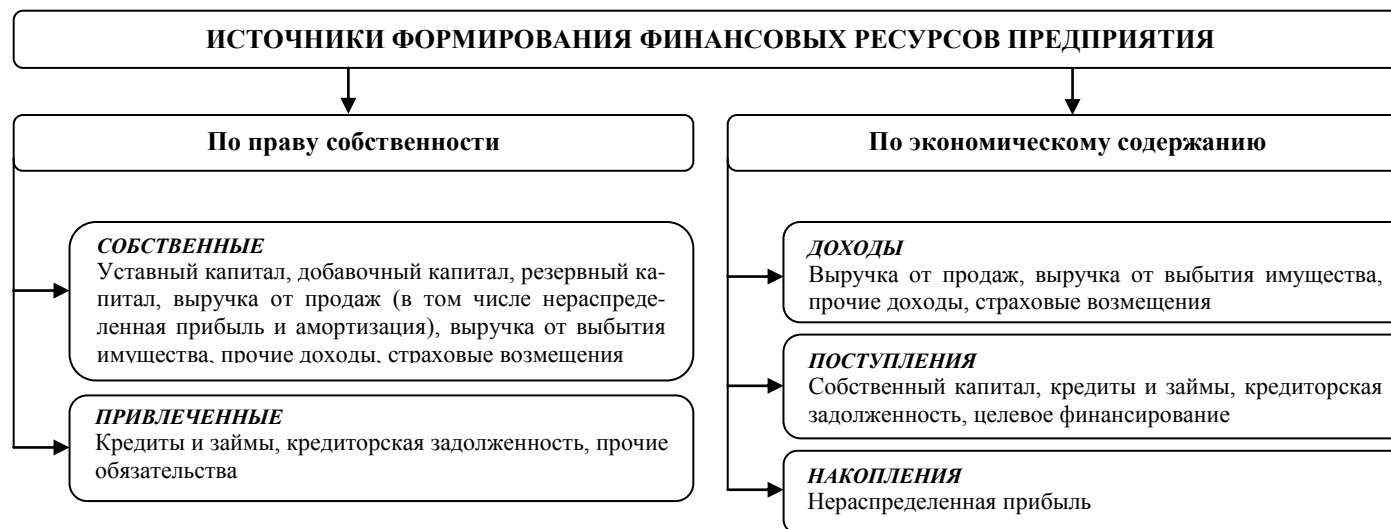 ИСТОЧНИКИ ФОРМИРОВАНИЯ ФИНАНСОВЫХ РЕСУРСОВ ПРЕДПРИЯТИЯ
По праву собственности
СОБСТВЕННЫЕ
Уставный капитал, добавочный капитал, резервный ка-
питал, выручка от продаж (в том числе нераспреде-
ленная прибыль и амортизация), выручка от выбытия
имущества, прочие доходы, страховые возмещения
ПРИВЛЕЧЕННЫЕ
Кредиты и займы, кредиторская задолженность, прочие
обязательства
По экономическому содержанию
ДОХОДЫ
Выручка от продаж, выручка от выбытия имущества,
прочие доходы, страховые возмещения
ПОСТУПЛЕНИЯ
Собственный капитал, кредиты и займы, кредиторская
задолженность, целевое финансирование
НАКОПЛЕНИЯ
Нераспределенная прибыль